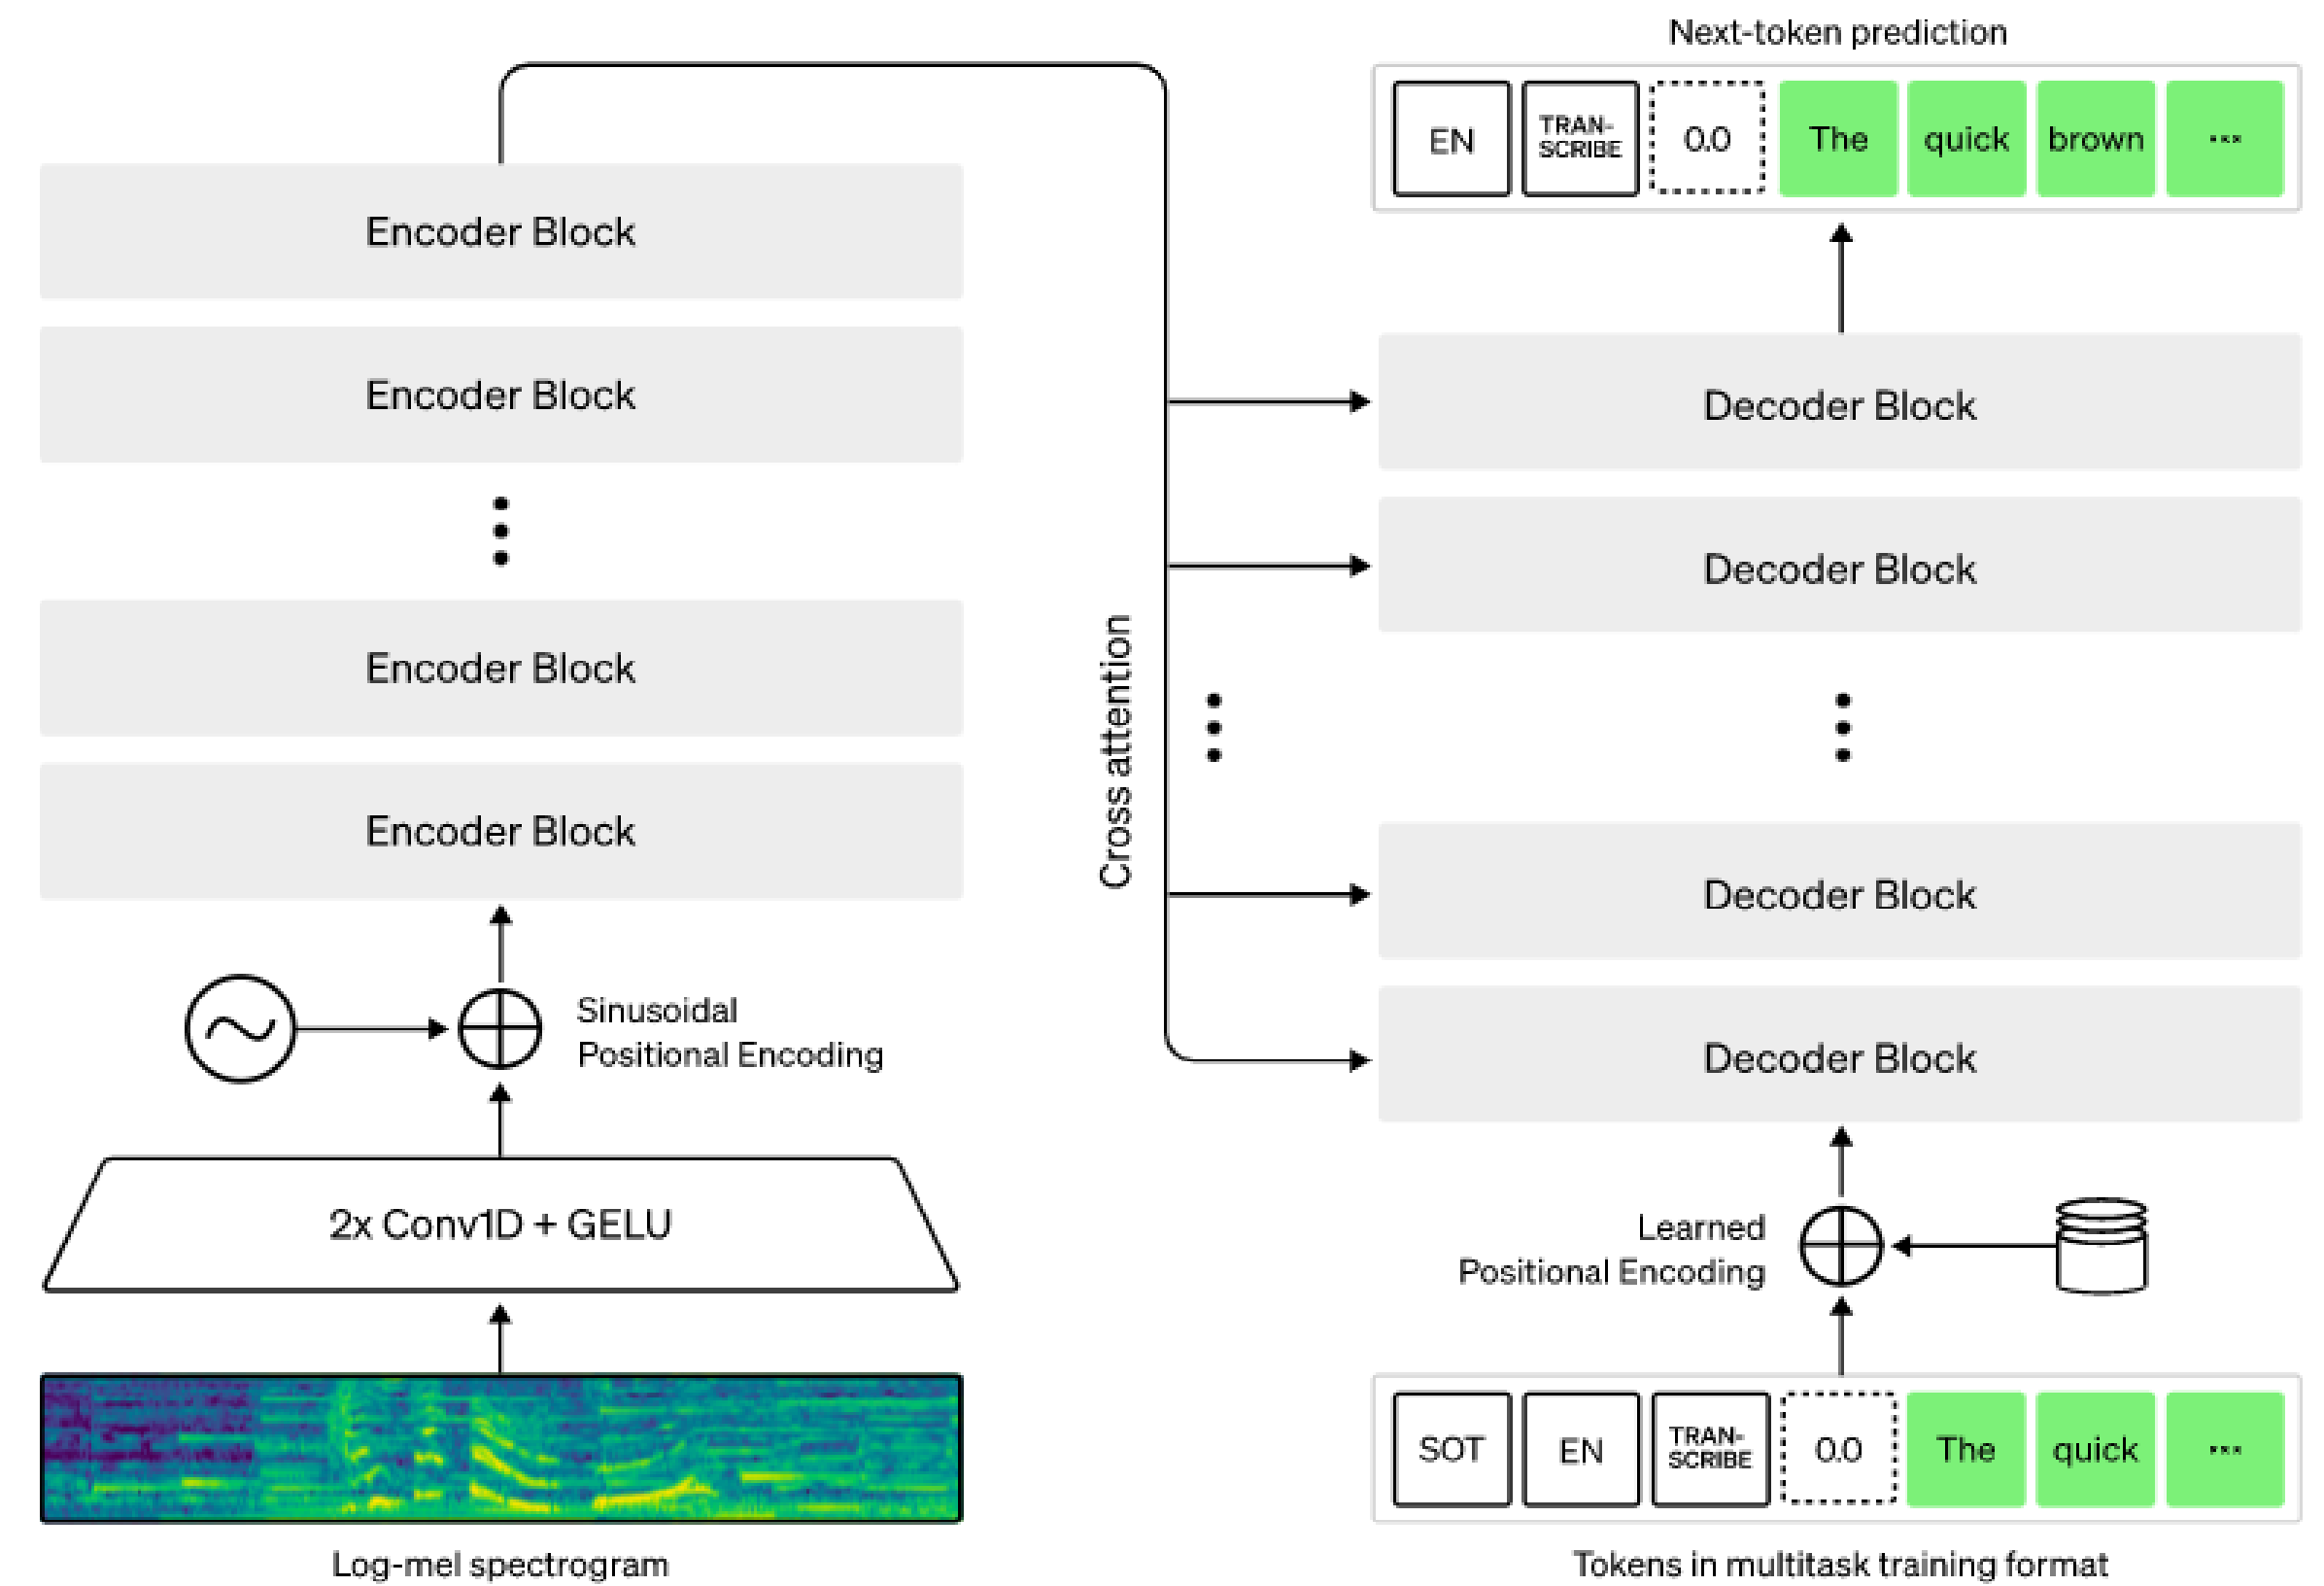 Next-token prediction
EN
TRAN-
SCRIBE
0.0
The
quick
brown
...
Encoder Block
Encoder Block
Encoder Block
Encoder Block
Sinusoidal
Positional Encoding
2x Conv1D + GELU
Log-mel spectrogram
Cross attention
Decoder Block
Decoder Block
Decoder Block
Decoder Block
Learned
Positional Encoding
SOT
EN
TRAN-
SCRIBE
0.0
The
quick
...
Tokens in multitask training format